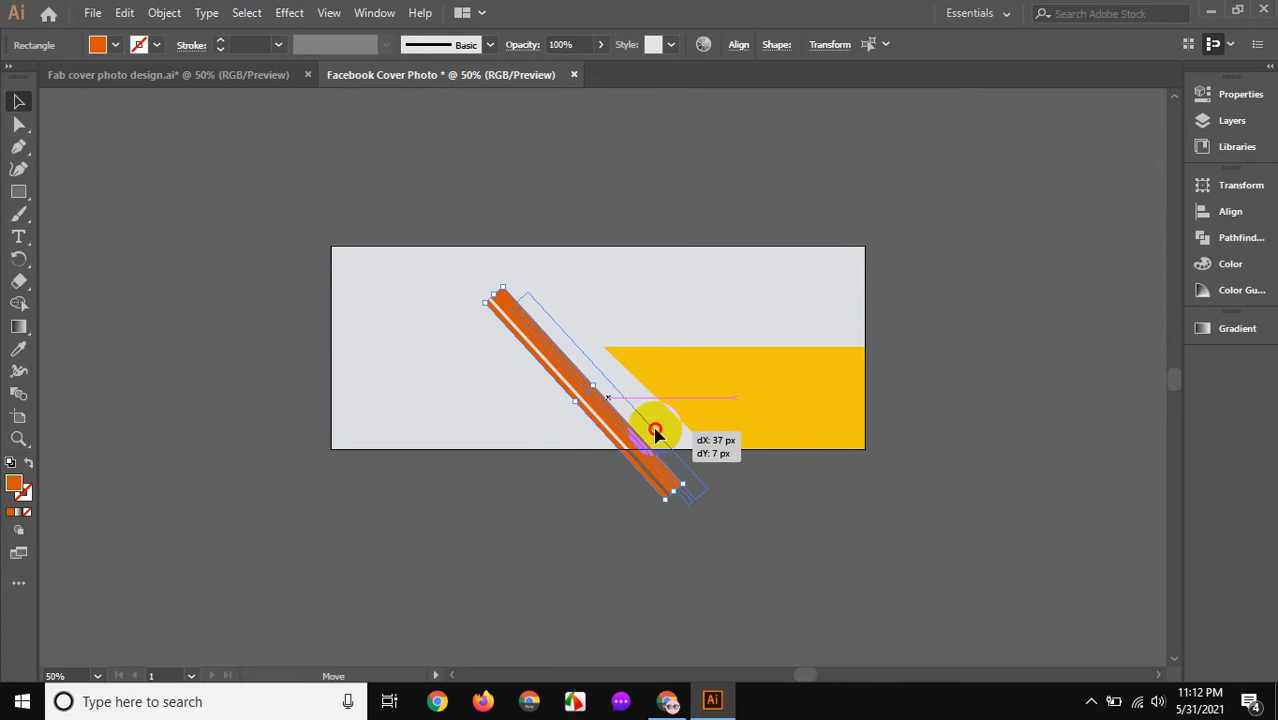 Ai File Edit Object Type Select Effect View Window Help Essentials Search Adobe Stock
Rectangle Stroke: Basic Opacity: 100% Style: Align Shape: Transform
Fab cover photo design.ai* @ 50% (RGB/Preview) × Facebook Cover Photo * @ 50% (RGB/Preview) ×
Properties
Layers
Libraries
Transform
Align
Pathfind...
Color
Color Gu...
Gradient
dX: 37 px
dY: 7 px
50% 1 Move
Type here to search
Ai
11:12 PM
5/31/2021
4